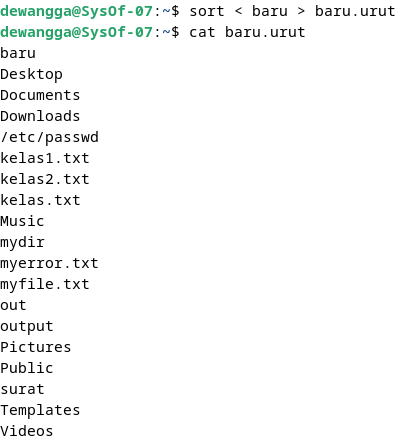 dewangga@SysOf-07:~$ sort < baru > baru.urut
dewangga@SysOf-07:~$ cat baru.urut
baru
Desktop
Documents
Downloads
/etc/passwd
kelas1.txt
kelas2.txt
kelas.txt
Music
mydir
myerror.txt
myfile.txt
out
output
Pictures
Public
surat
Templates
Videos